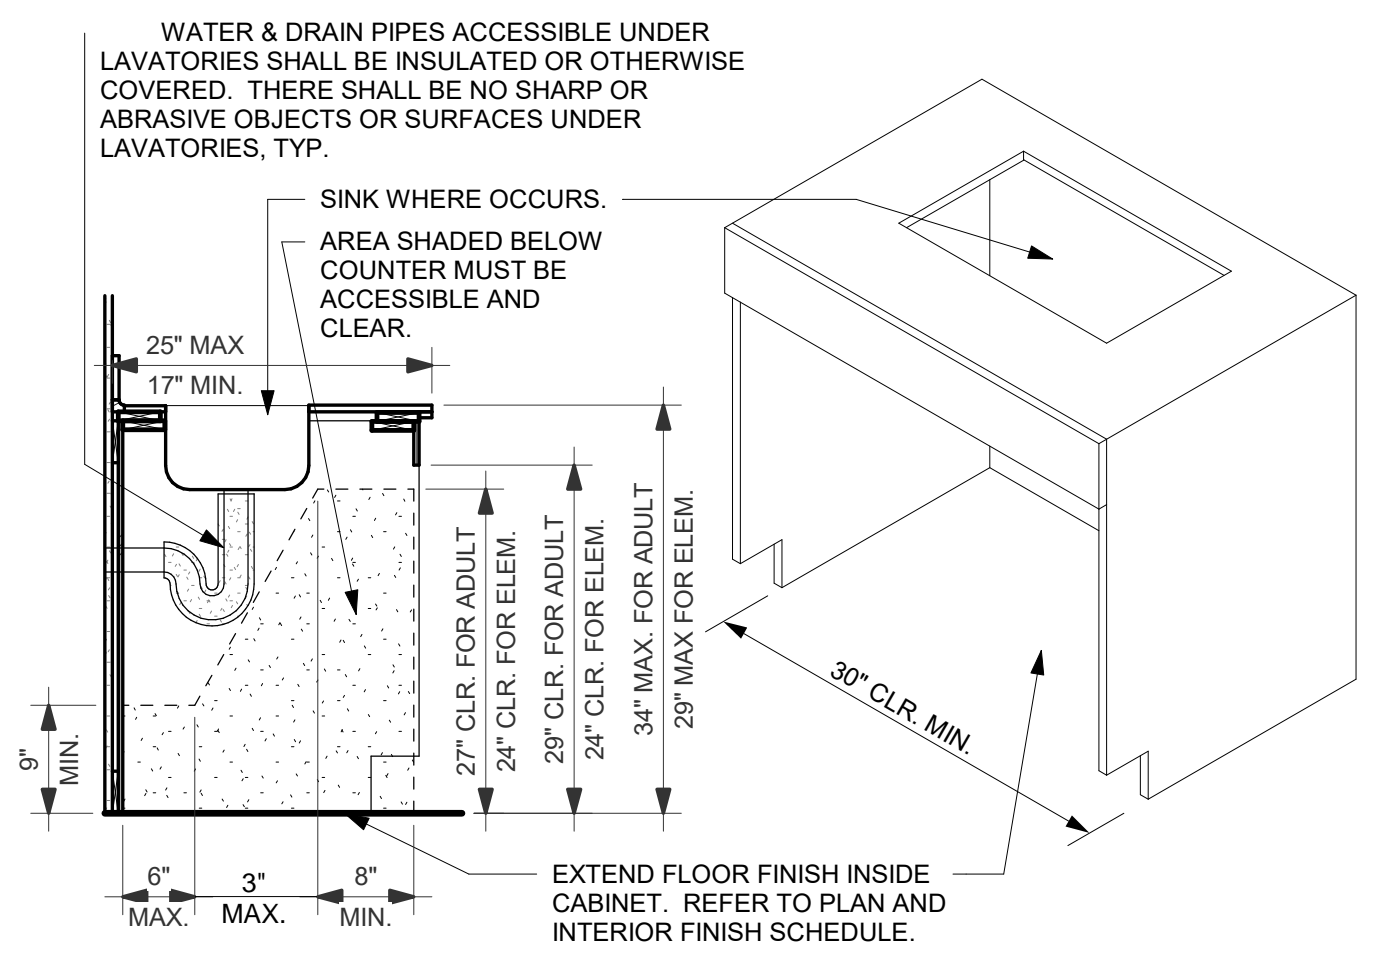 WATER & DRAIN PIPES ACCESSIBLE UNDER
LAVATORIES SHALL BE INSULATED OR OTHERWISE
COVERED. THERE SHALL BE NO SHARP OR
ABRASIVE OBJECTS OR SURFACES UNDER
LAVATORIES, TYP.
SINK WHERE OCCURS.
AREA SHADED BELOW
COUNTER MUST BE
ACCESSIBLE AND
CLEAR.
25" MAX
17" MIN.
27" CLR. FOR ADULT
24" CLR. FOR ELEM.
29" CLR. FOR ADULT
24" CLR. FOR ELEM.
34" MAX. FOR ADULT
29" MAX FOR ELEM.
30" CLR. MIN.
9"
MIN.
6"
MAX.
3"
MAX.
8"
MIN.
EXTEND FLOOR FINISH INSIDE
CABINET. REFER TO PLAN AND
INTERIOR FINISH SCHEDULE.